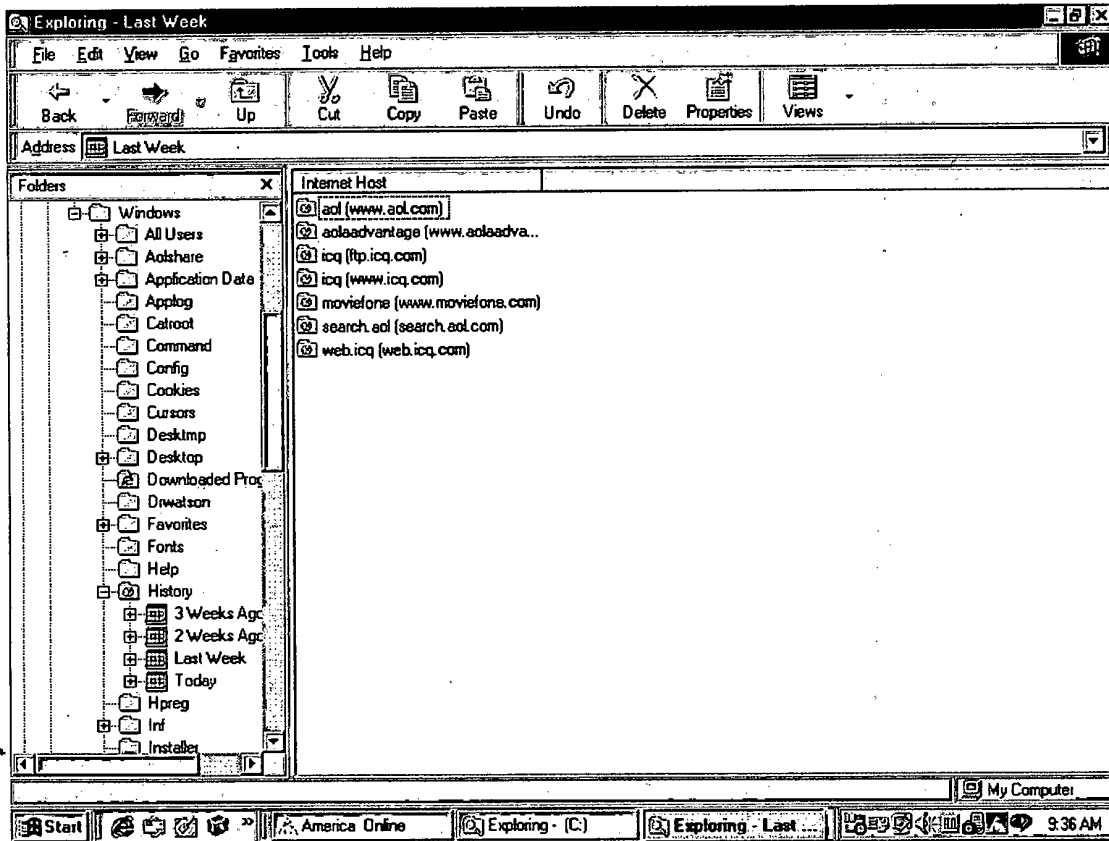 Exploring - Last Week
File Edit View Go Favorites Tools Help
Back Forward Up Cut Copy Paste Undo Delete Properties Views
Address Last Week
Folders
Internet Host
Windows
All Users
Aolshare
Application Data
Applog
Catroot
Command
Config
Cookies
Cursors
Desktmp
Desktop
Downloaded Prog
Drwatson
Favorites
Fonts
Help
History
3 Weeks Ago
2 Weeks Ago
Last Week
Today
Hpreg
Inf
Installer
aol (www.aol.com)
aolaadvantage (www.aolaadva...
icq (ftp.icq.com)
icq (www.icq.com)
moviefone (www.moviefone.com)
search.aol (search.aol.com)
web.icq (web.icq.com)
My Computer
Start » America Online Exploring - (C:) Exploring - Last ... 9:36 AM